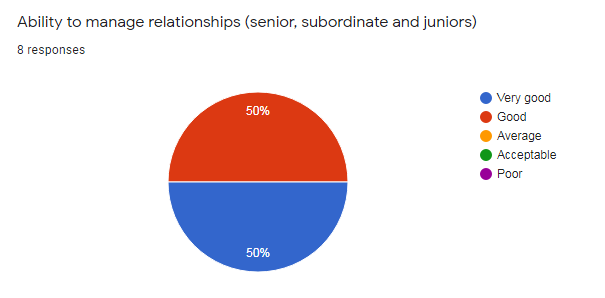 Ability to manage relationships (senior, subordinate and juniors)
8 responses
50%
50%
Very good
Good
Average
Acceptable
Poor